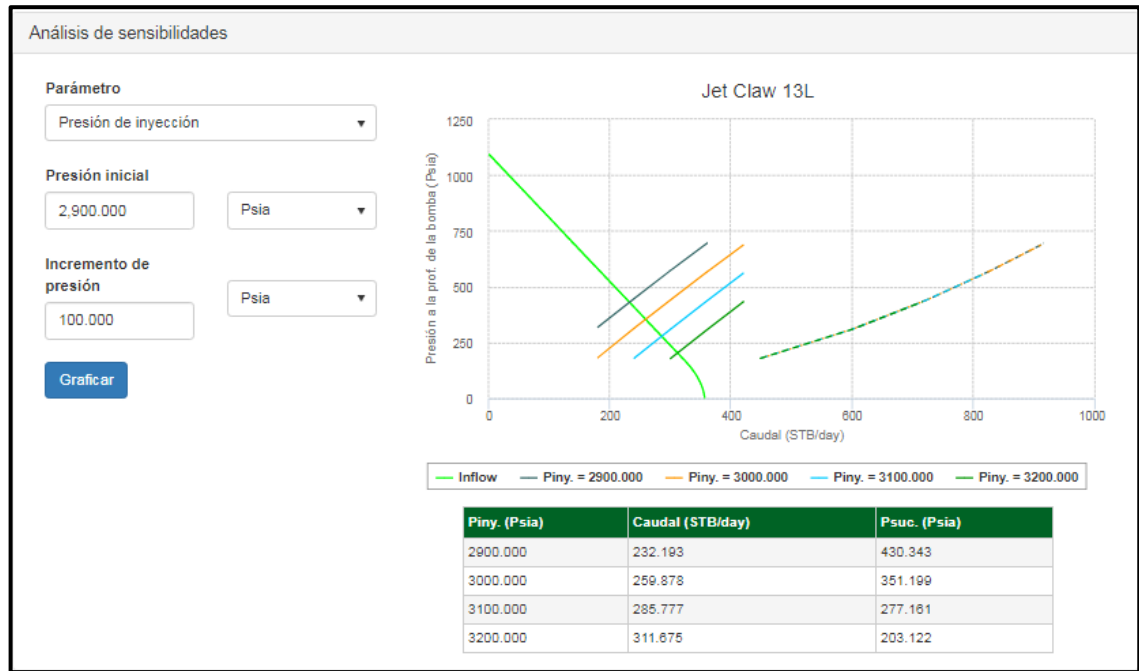 Análisis de sensibilidades
Parámetro
Presión de inyección
Presión inicial
2,900.000
Psia
Incremento de
presión
Psia
100.000
Graficar
Jet Claw 13L
Presión a la prof. de la bomba (Psia)
1250
1000
750
500
250
0
0 200 400 600 800 1000
Caudal (STB/day)
Inflow Piny. = 2900.000 Piny. = 3000.000 Piny. = 3100.000 Piny. = 3200.000
Piny. (Psia) Caudal (STB/day) Psuc. (Psia)
2900.000 232.193 430.343
3000.000 259.878 351.199
3100.000 285.777 277.161
3200.000 311.675 203.122